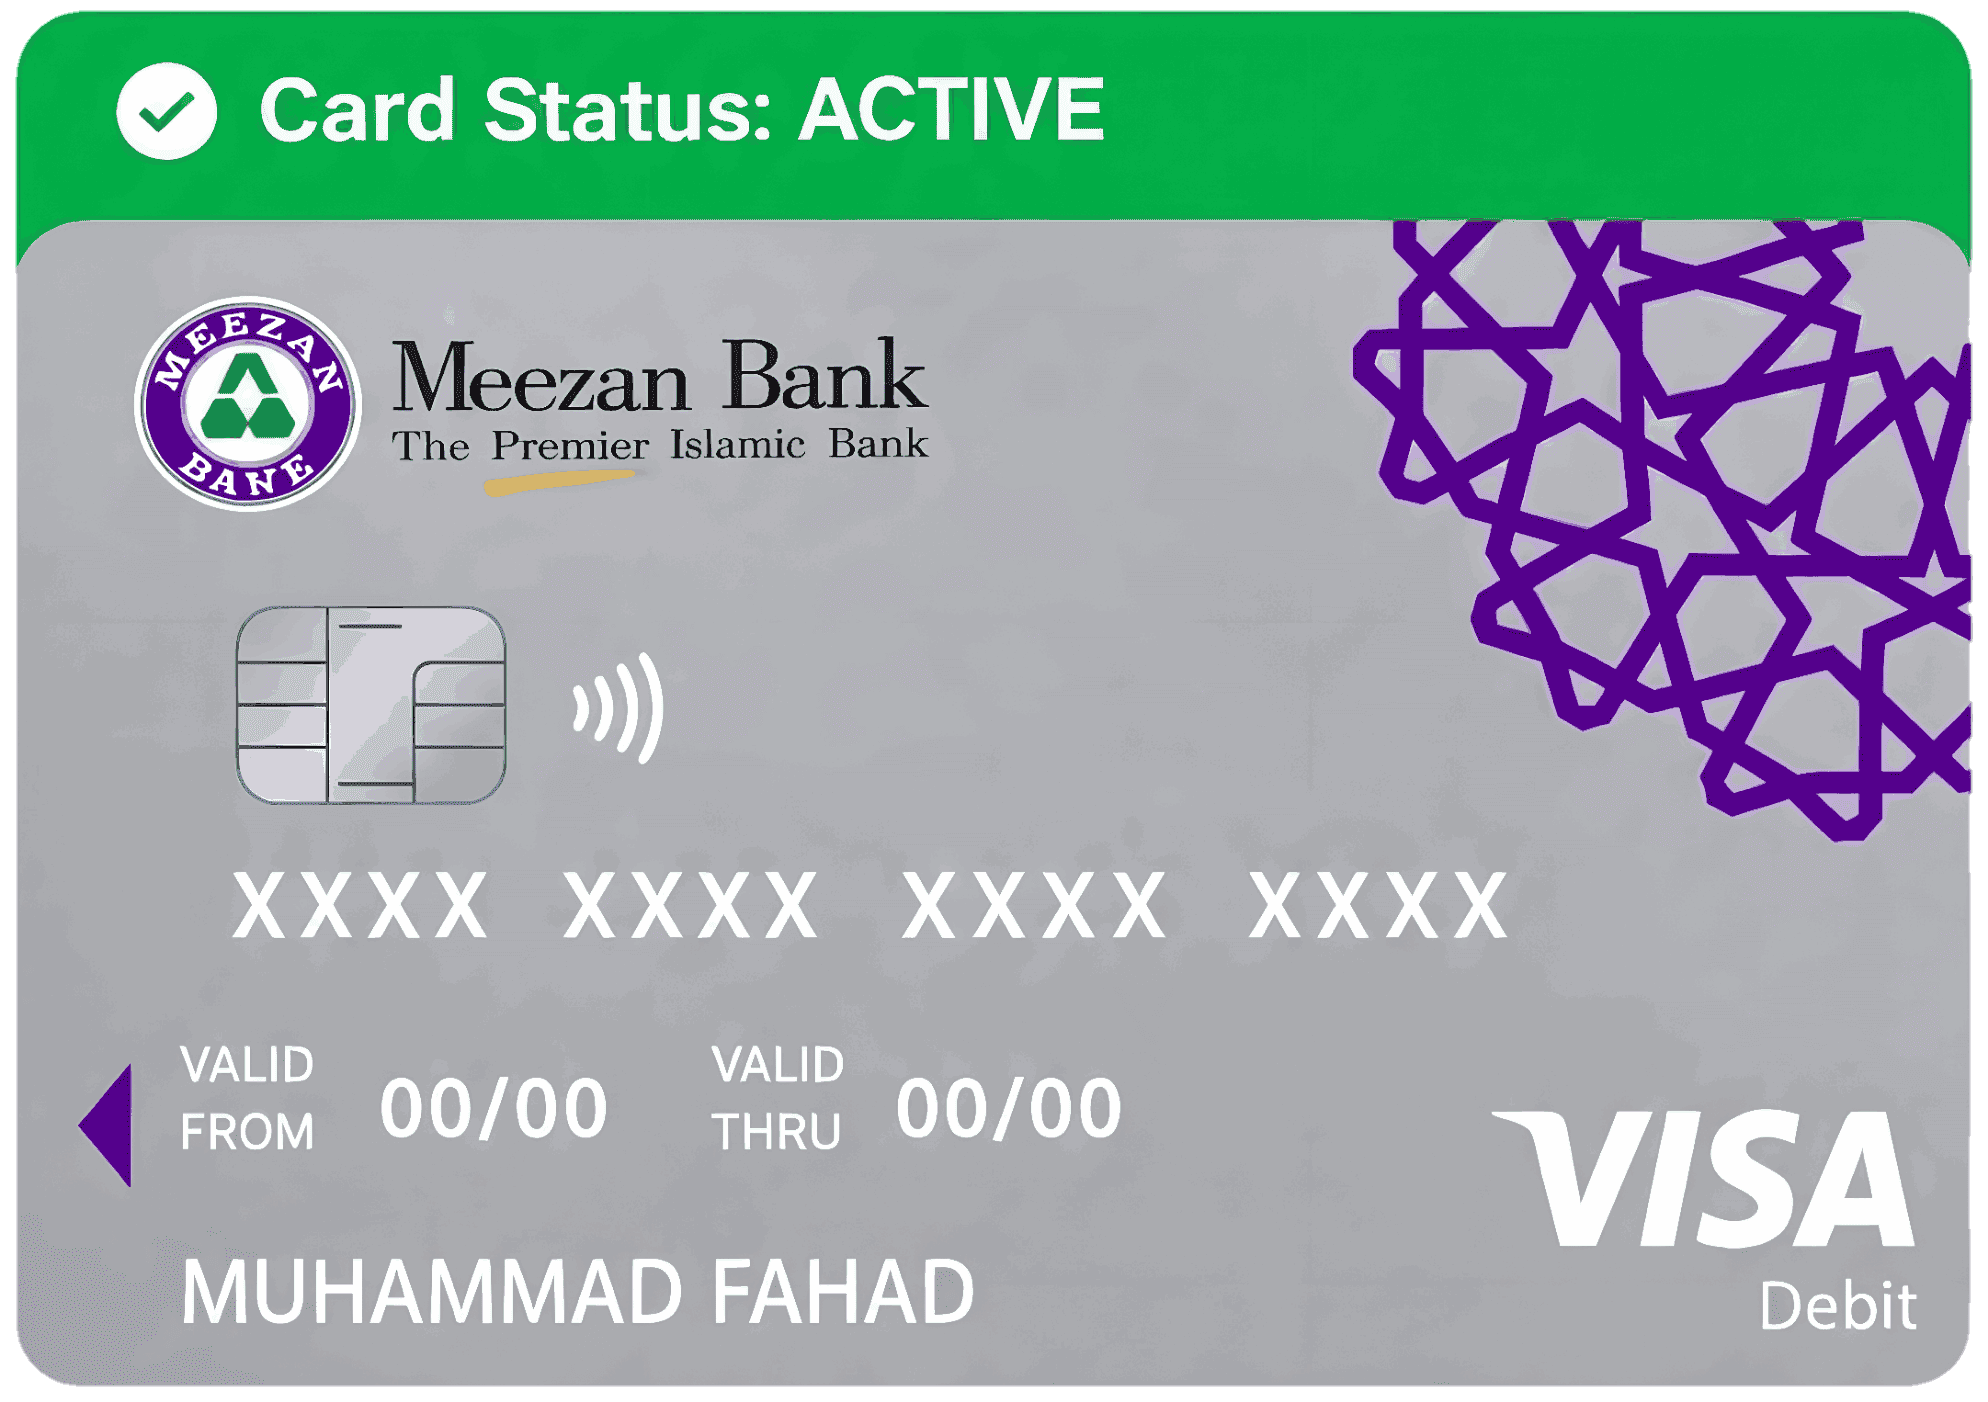 Card Status: ACTIVE
MEEZAN
BANE
Meezan Bank
The Premier Islamic Bank
XXXX XXXX XXXX XXXX
VALID FROM 00/00 VALID THRU 00/00
MUHAMMAD FAHAD
VISA
Debit